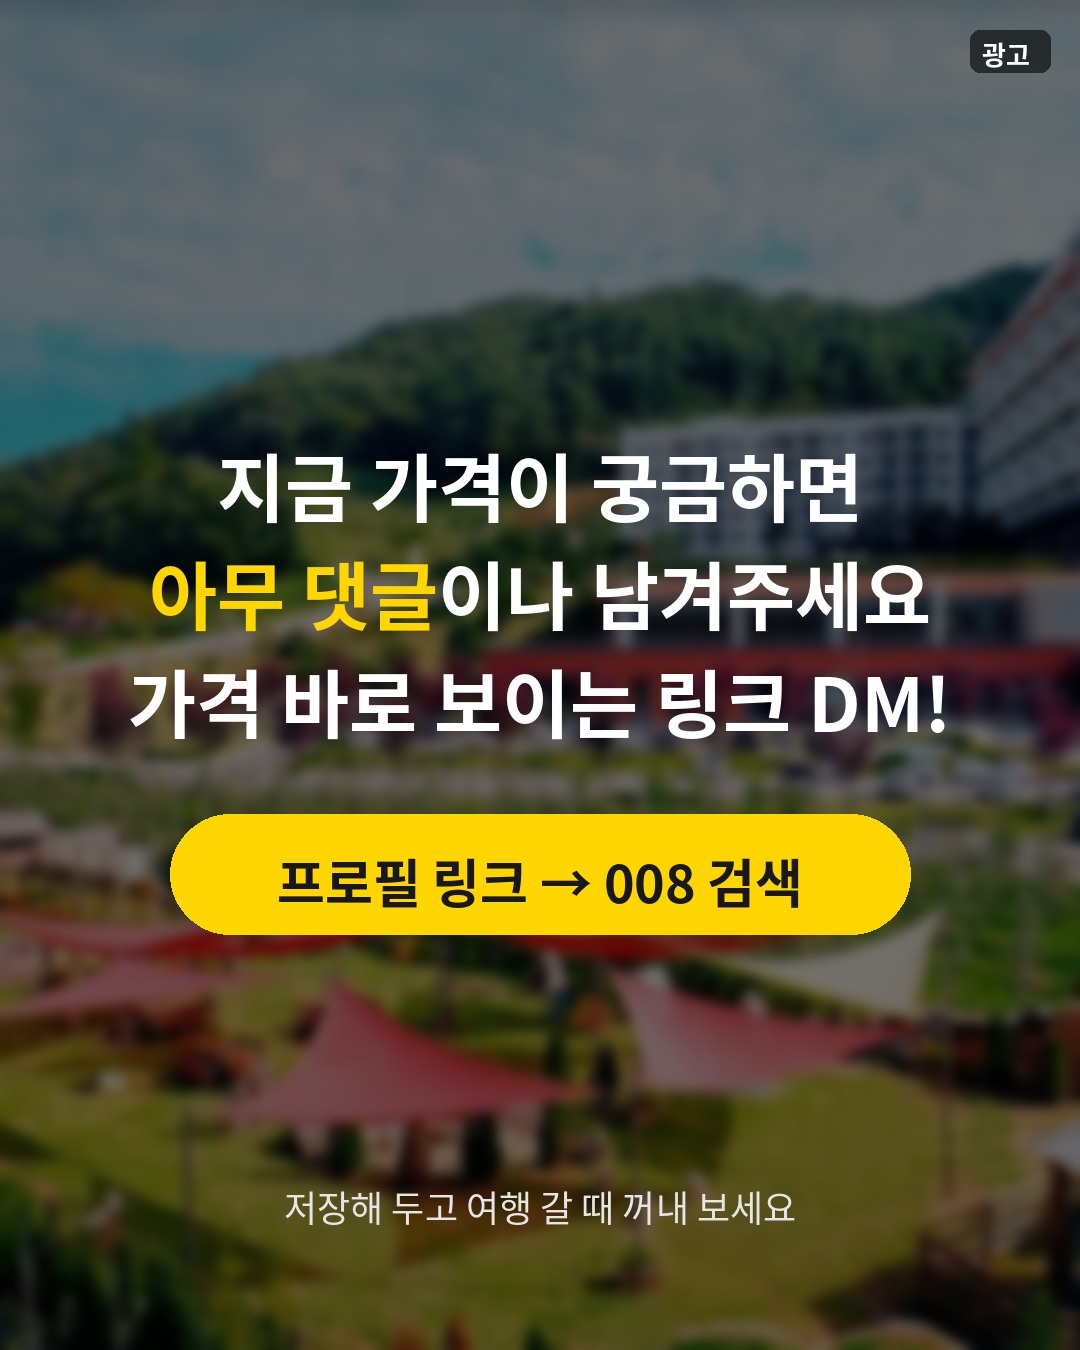 광고
지금 가격이 궁금하면
아무 댓글이나 남겨주세요
가격 바로 보이는 링크 DM!
프로필 링크 → 008 검색
저장해 두고 여행 갈 때 꺼내 보세요